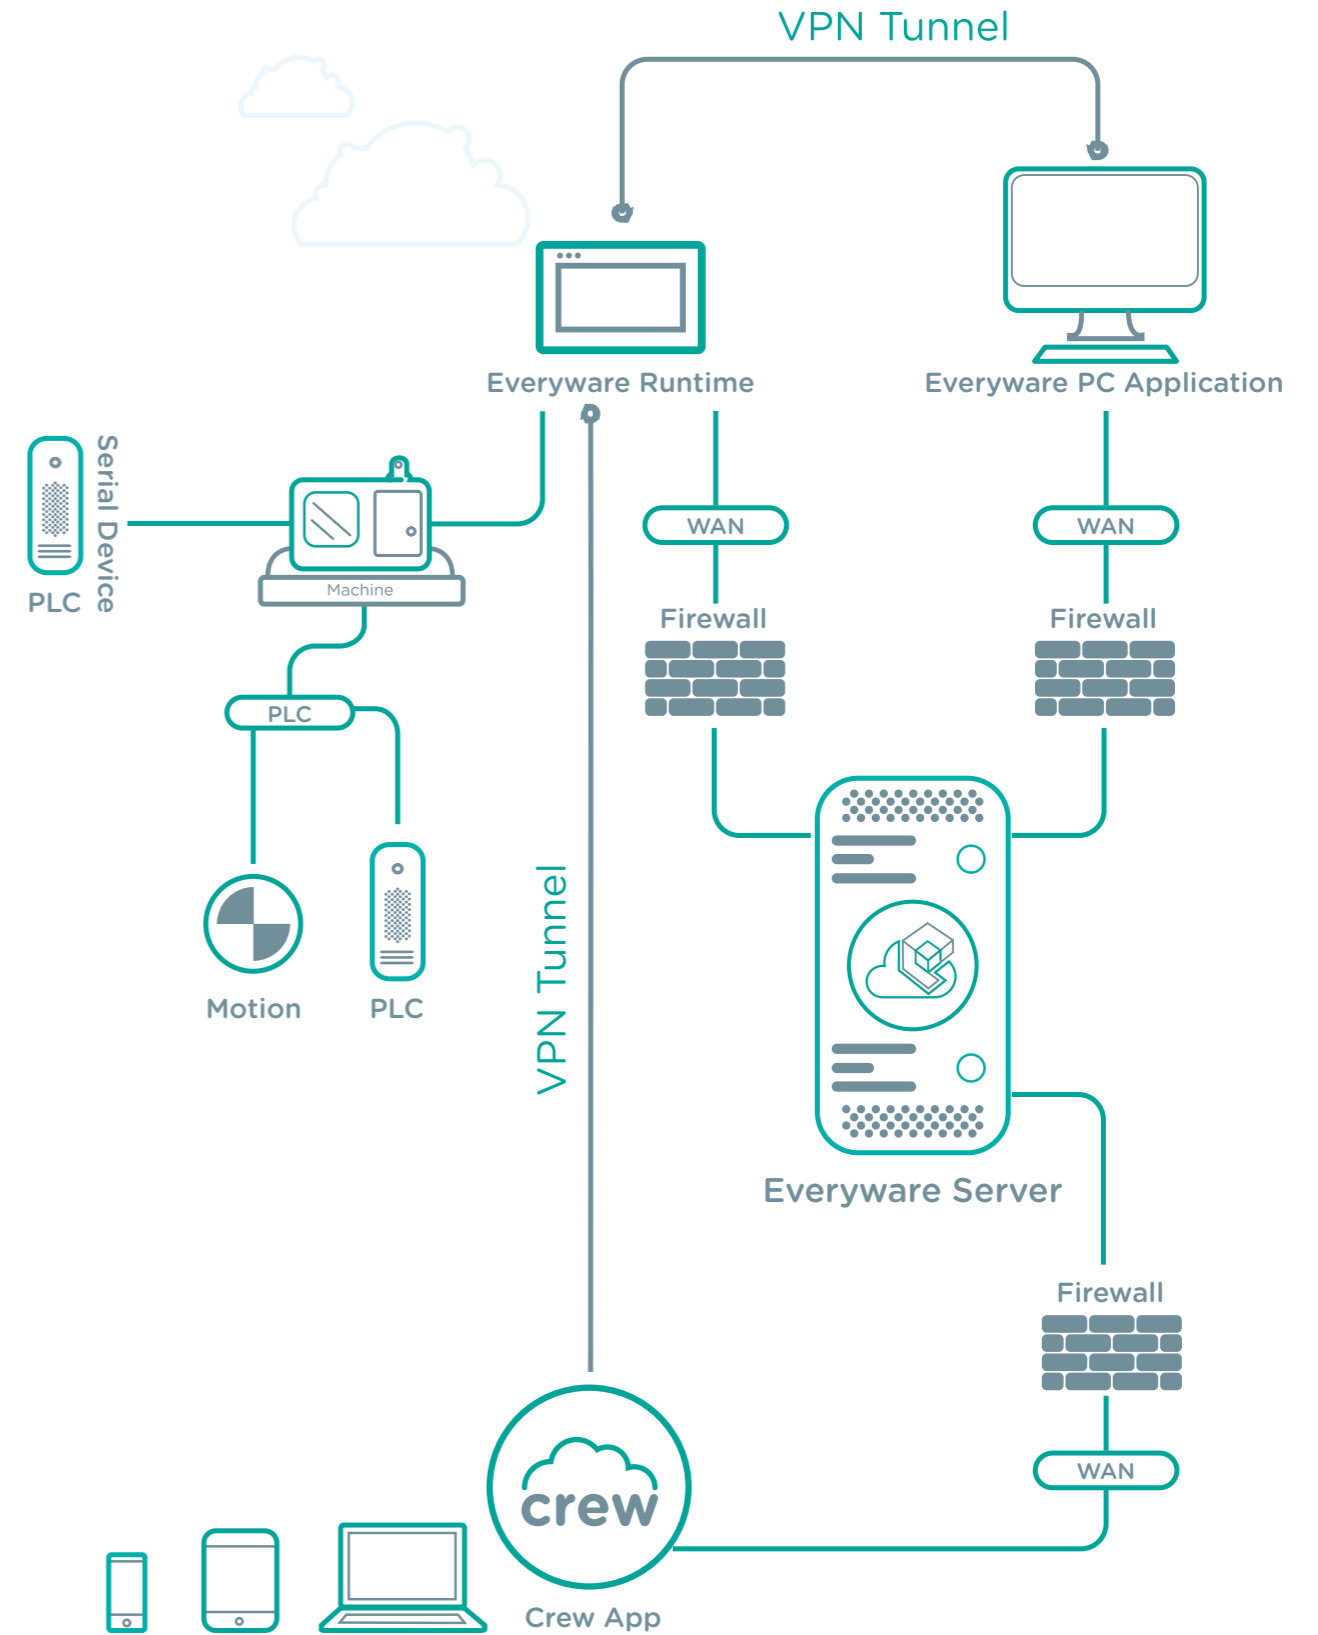 VPN Tunnel
Everyware Runtime
Everyware PC Application
Serial Device
PLC
Machine
WAN
WAN
Firewall
Firewall
PLC
Motion
PLC
VPN Tunnel
Everyware Server
Firewall
WAN
crew
Crew App